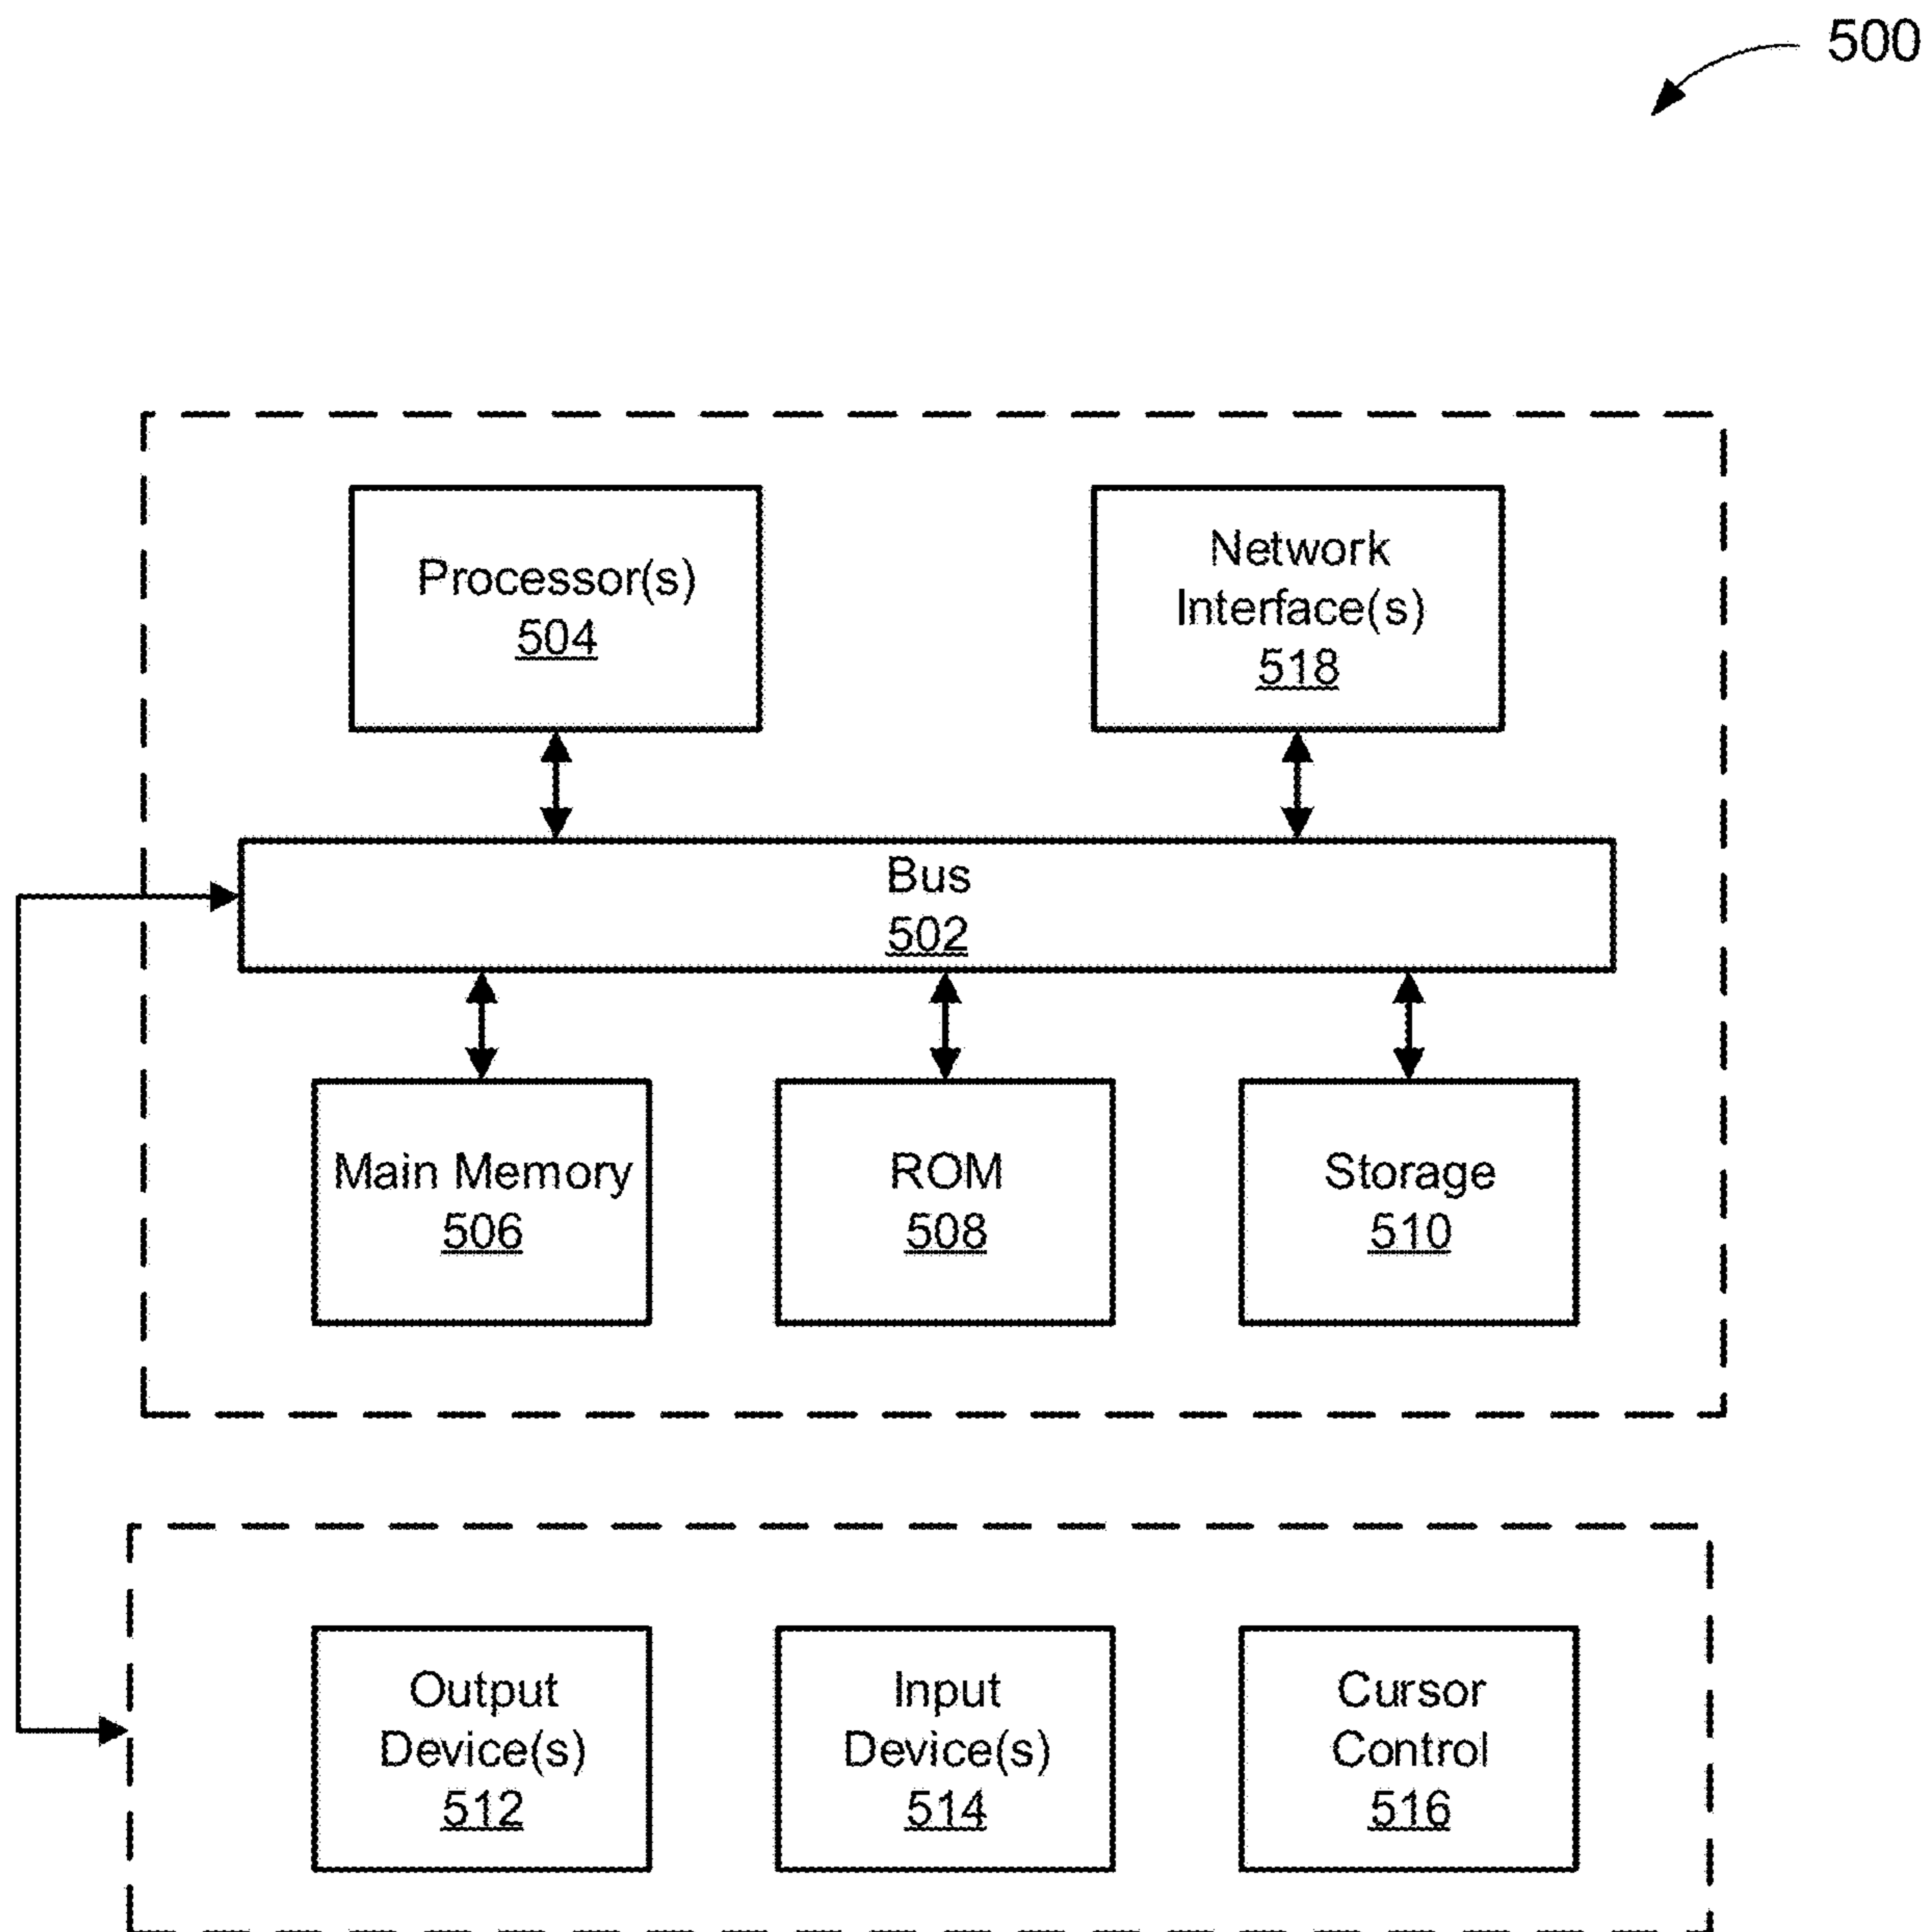 500
Processor(s)
504
Network
Interface(s)
518
Bus
502
Main Memory
506
ROM
508
Storage
510
Output
Device(s)
512
Input
Device(s)
514
Cursor
Control
516